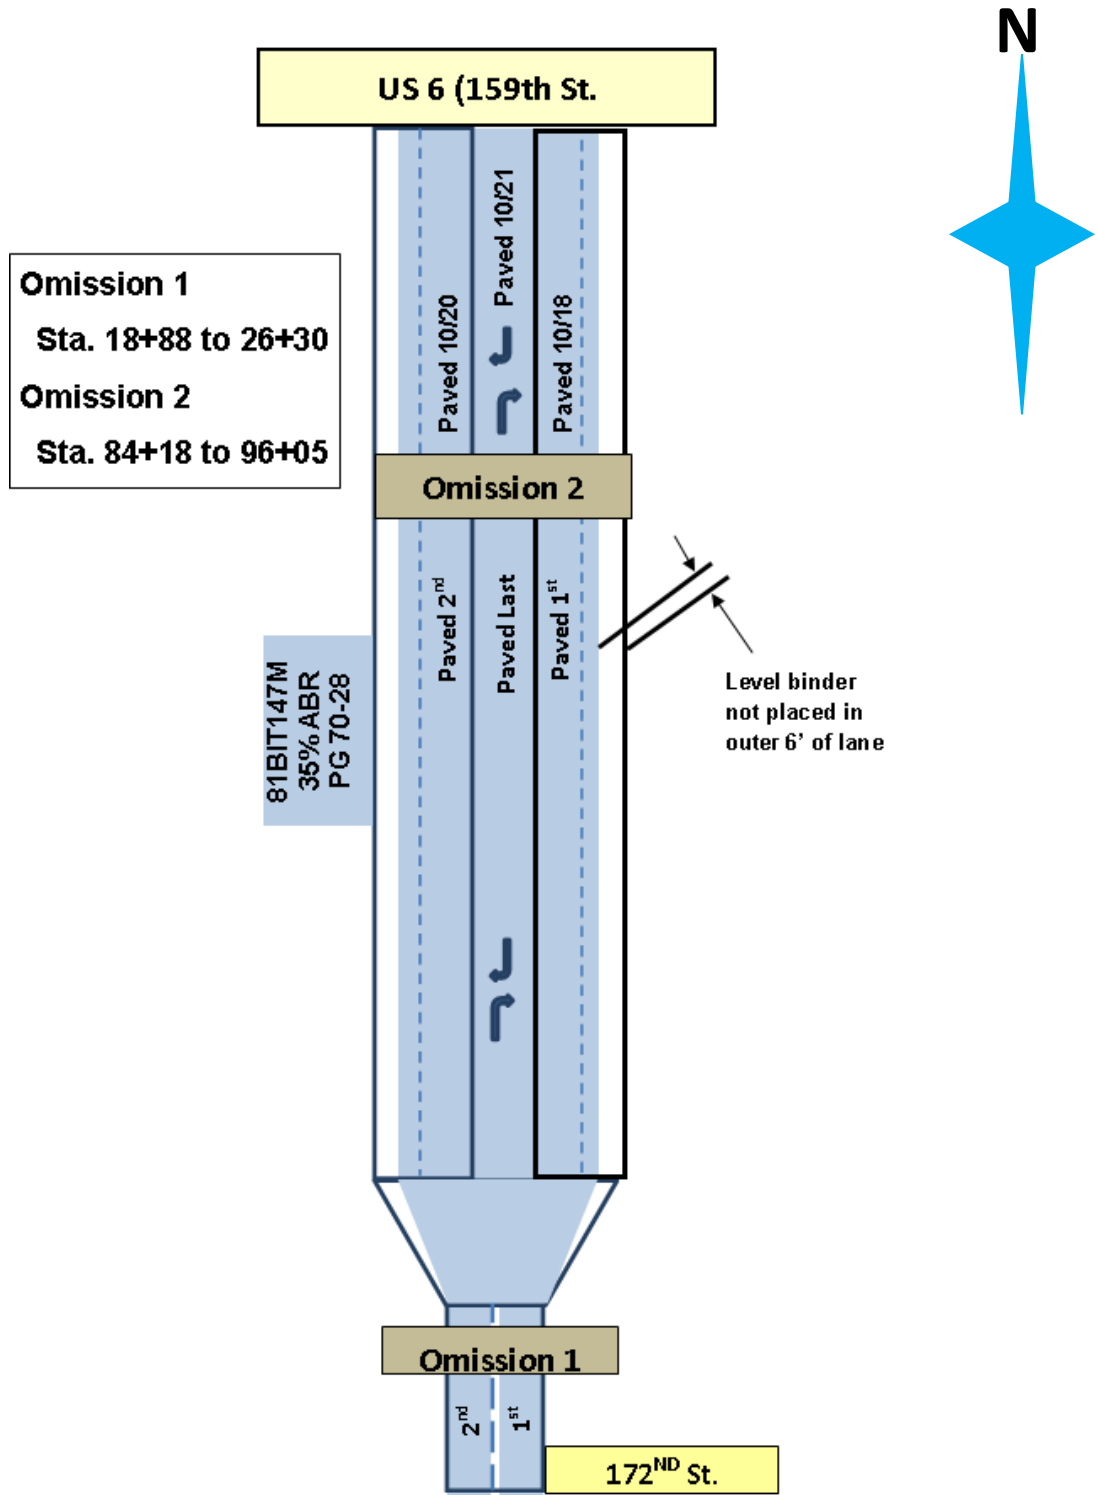 N
US 6 (159th St.
Omission 1
Sta. 18+88 to 26+30
Omission 2
Sta. 84+18 to 96+05
Paved 10/20
Paved 10/21
Paved 10/18
Omission 2
Paved 2nd
Paved Last
Paved 1st
81BIT147M
35% ABR
PG 70-28
Level binder
not placed in
outer 6' of lane
Omission 1
2nd
1st
172ND St.